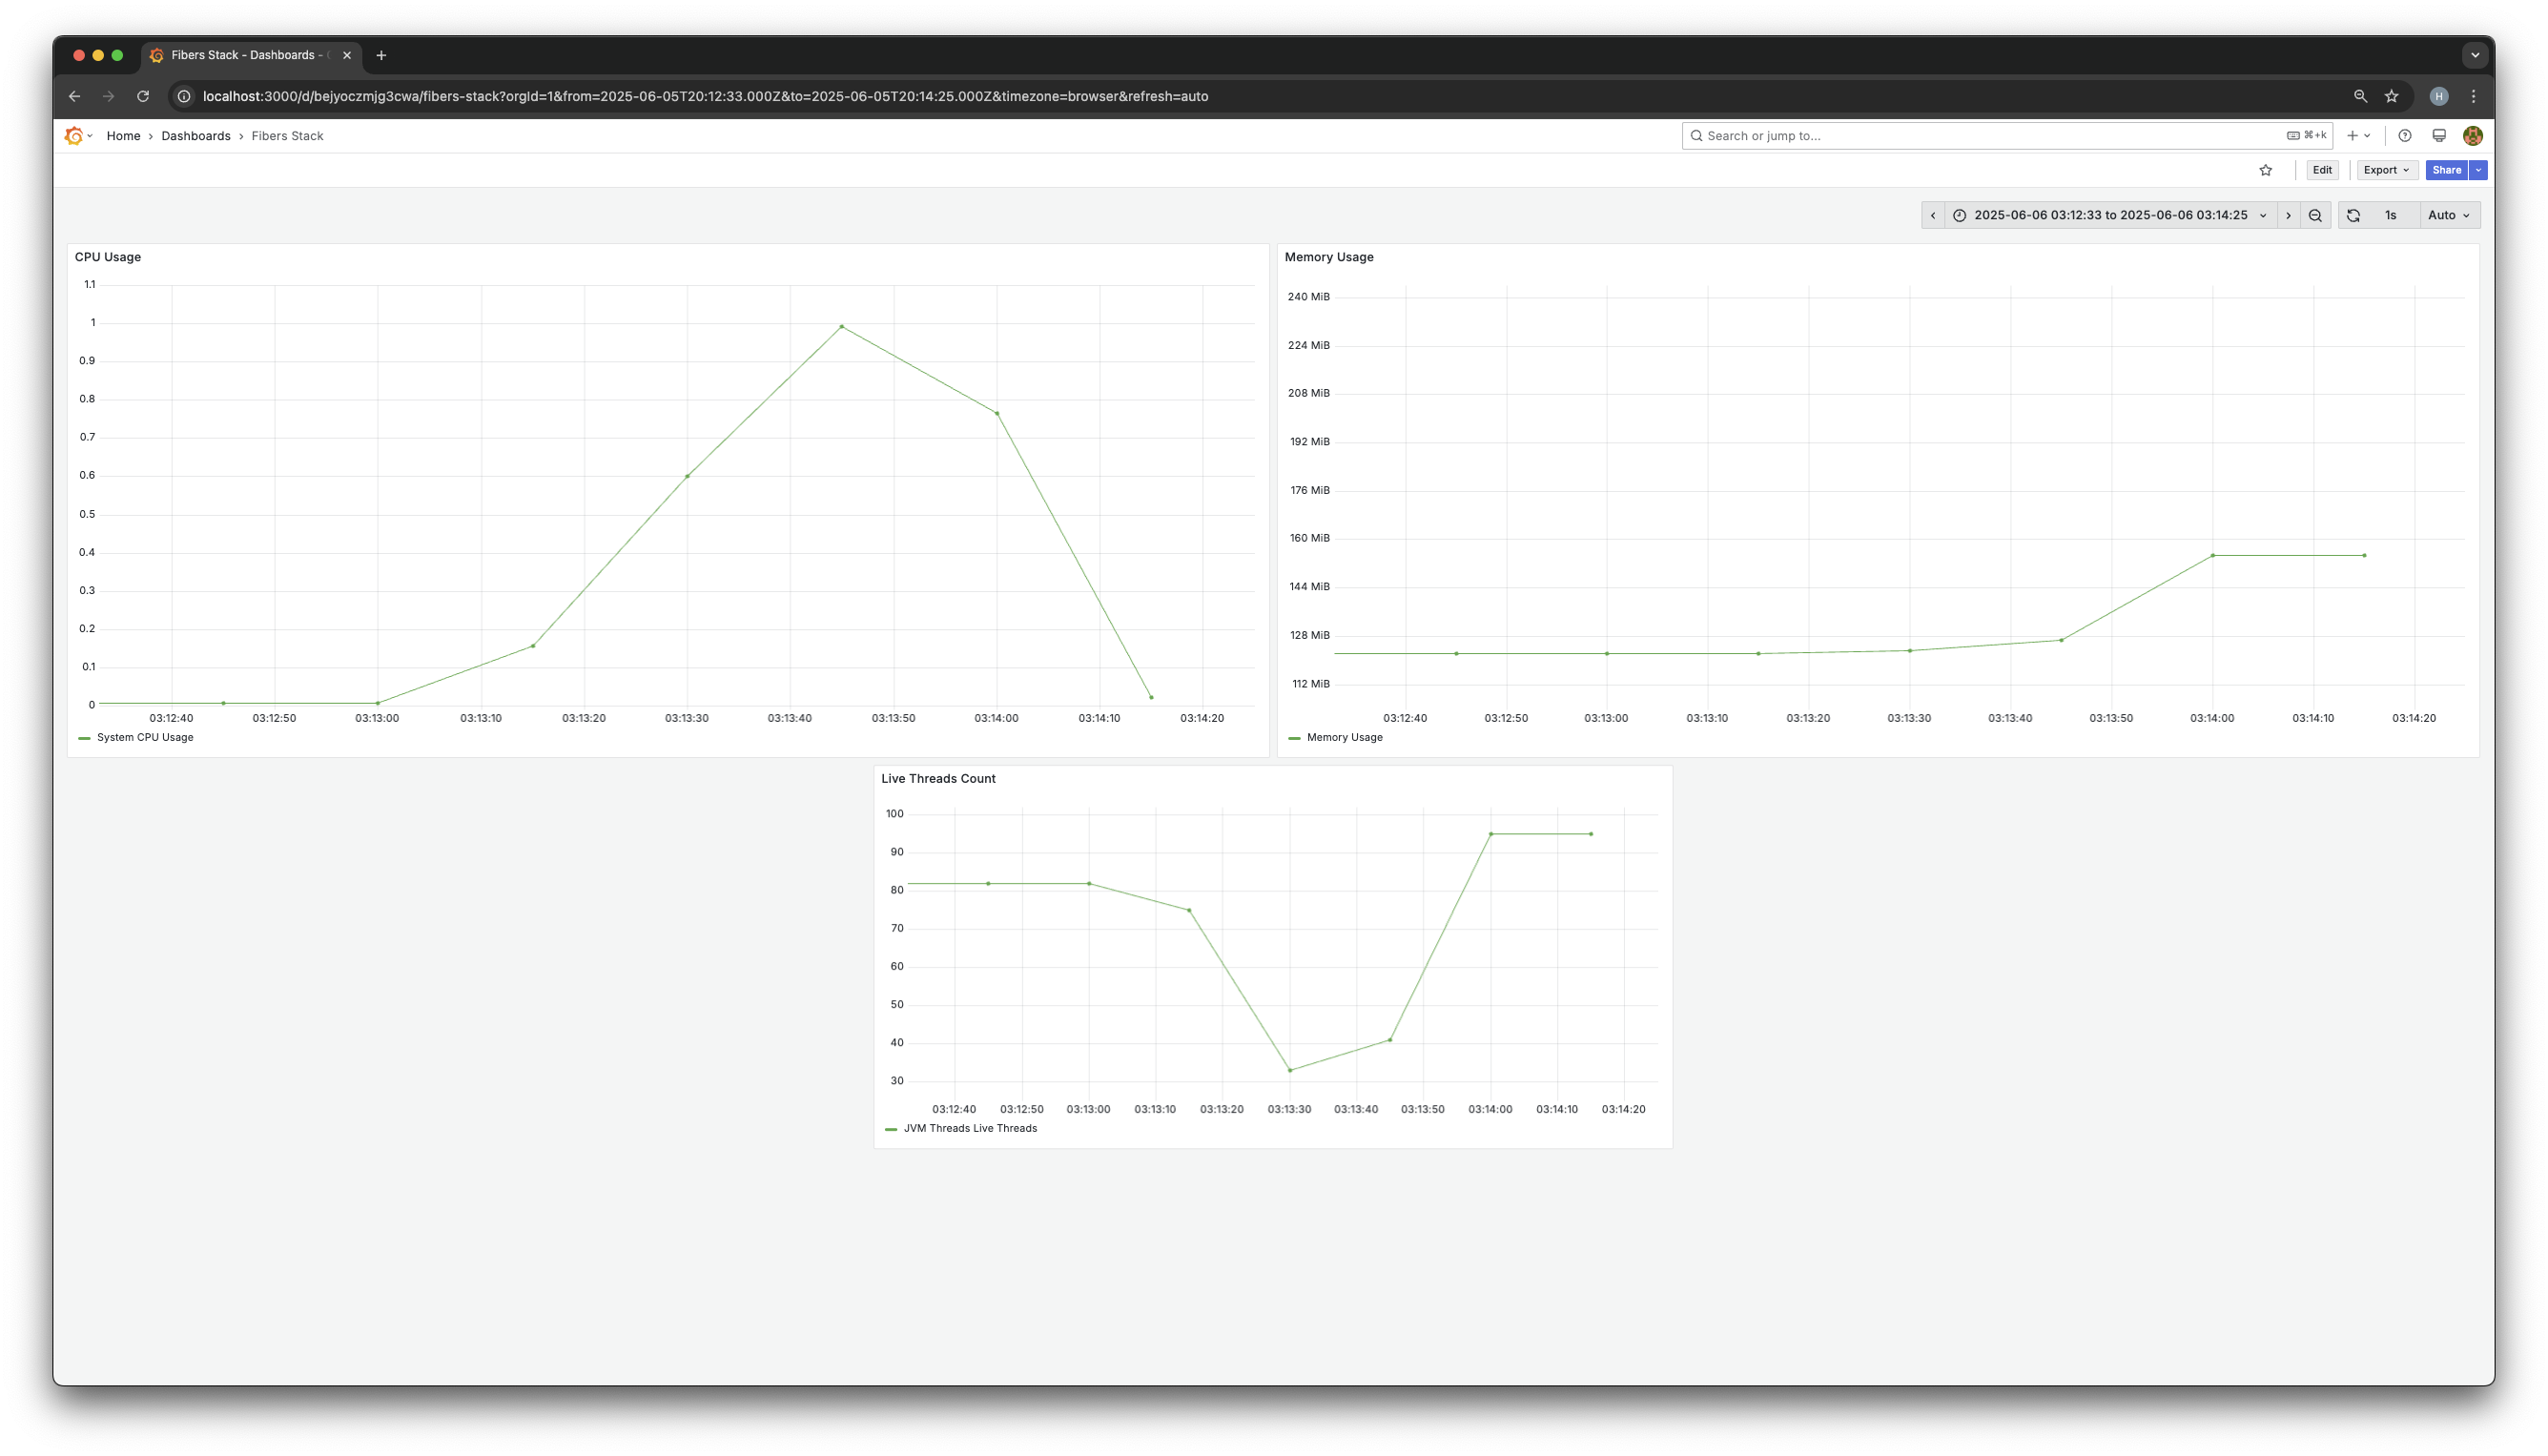 Fibers Stack - Dashboards -
localhost:3000/d/bejyoczmjg3cwa/fibers-stack?orgId=1&from=2025-06-05T20:12:33.000Z&to=2025-06-05T20:14:25.000Z&timezone=browser&refresh=auto
H
Home › Dashboards › Fibers Stack
Search or jump to...
⌘+k
Edit
Export
Share
2025-06-06 03:12:33 to 2025-06-06 03:14:25
1s
Auto
CPU Usage
1.1
1
0.9
0.8
0.7
0.6
0.5
0.4
0.3
0.2
0.1
0
03:12:40 03:12:50 03:13:00 03:13:10 03:13:20 03:13:30 03:13:40 03:13:50 03:14:00 03:14:10 03:14:20
System CPU Usage
Memory Usage
240 MiB
224 MiB
208 MiB
192 MiB
176 MiB
160 MiB
144 MiB
128 MiB
112 MiB
03:12:40 03:12:50 03:13:00 03:13:10 03:13:20 03:13:30 03:13:40 03:13:50 03:14:00 03:14:10 03:14:20
Memory Usage
Live Threads Count
100
90
80
70
60
50
40
30
03:12:40 03:12:50 03:13:00 03:13:10 03:13:20 03:13:30 03:13:40 03:13:50 03:14:00 03:14:10 03:14:20
JVM Threads Live Threads